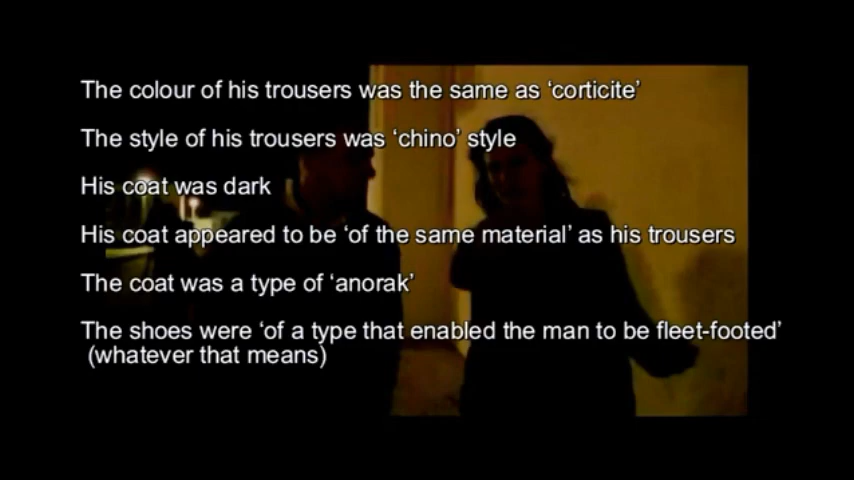 The colour of his trousers was the same as ‘corticite’
The style of his trousers was ‘chino’ style
His coat was dark
His coat appeared to be ‘of the same material’ as his trousers
The coat was a type of ‘anorak’
The shoes were ‘of a type that enabled the man to be fleet-footed’
(whatever that means)